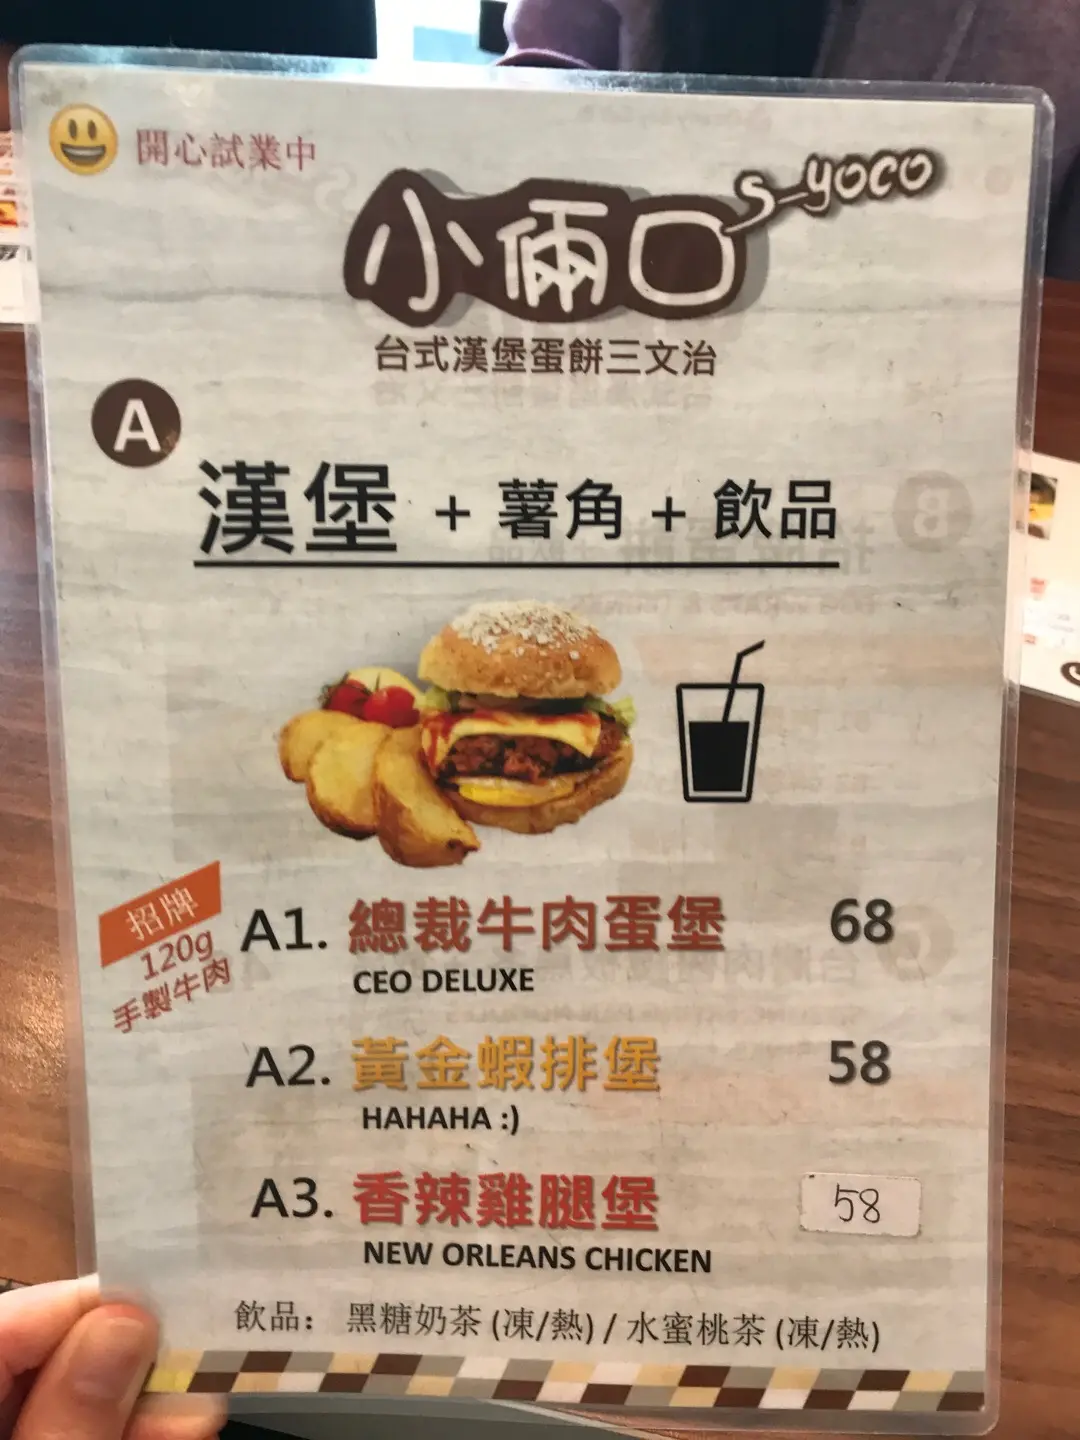 開心試業中
小倆口 s-yoco
台式漢堡蛋餅三文治
A
漢堡 + 薯角 + 飲品
招牌
120g
手製牛肉
A1. 總裁牛肉蛋堡 68
CEO DELUXE
A2. 黃金蝦排堡 58
HAHAHA :)
A3. 香辣雞腿堡 58
NEW ORLEANS CHICKEN
飲品： 黑糖奶茶 (凍/熱) / 水蜜桃茶 (凍/熱)